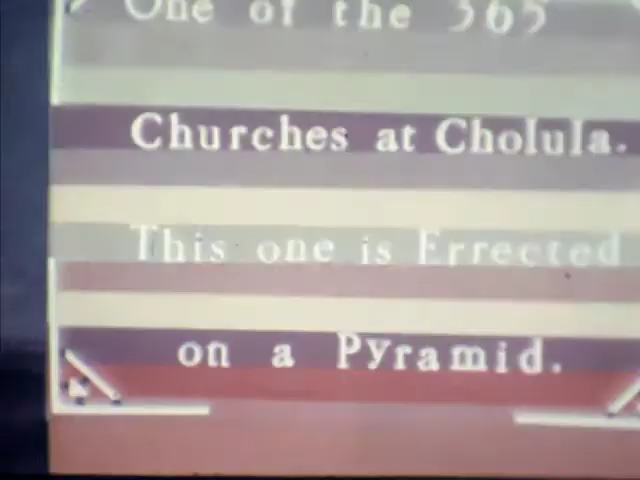 One of the 365
Churches at Cholula.
This one is Errected
on a Pyramid.